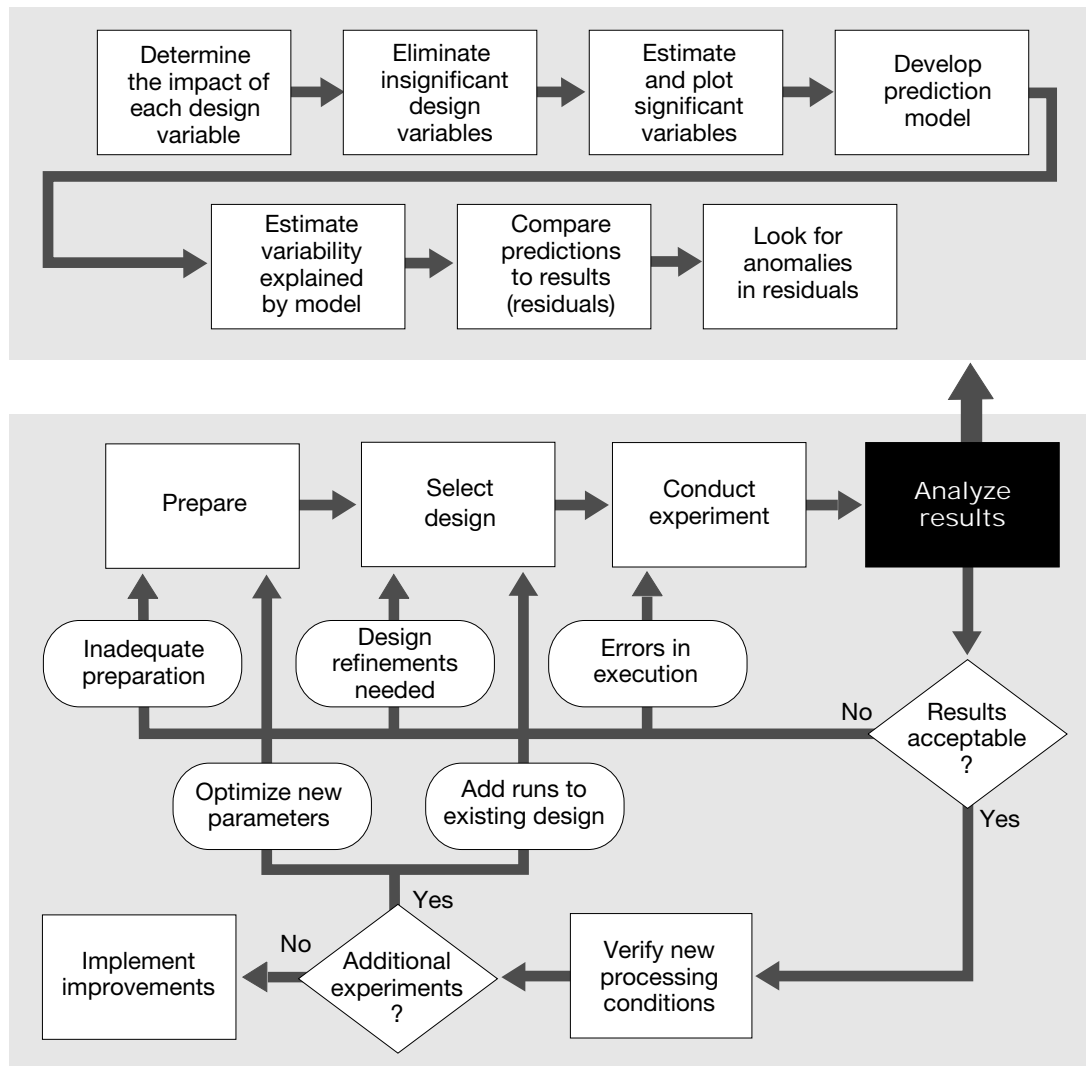 Determine
the impact of
each design
variable
Eliminate
insignificant
design
variables
Estimate
and plot
significant
variables
Develop
prediction
model
Estimate
variability
explained
by model
Compare
predictions
to results
(residuals)
Look for
anomalies
in residuals
Prepare
Select
design
Conduct
experiment
Analyze
results
Inadequate
preparation
Design
refinements
needed
Errors in
execution
No
Results
acceptable
?
Yes
Optimize new
parameters
Add runs to
existing design
Yes
No
Implement
improvements
Additional
experiments
?
Verify new
processing
conditions